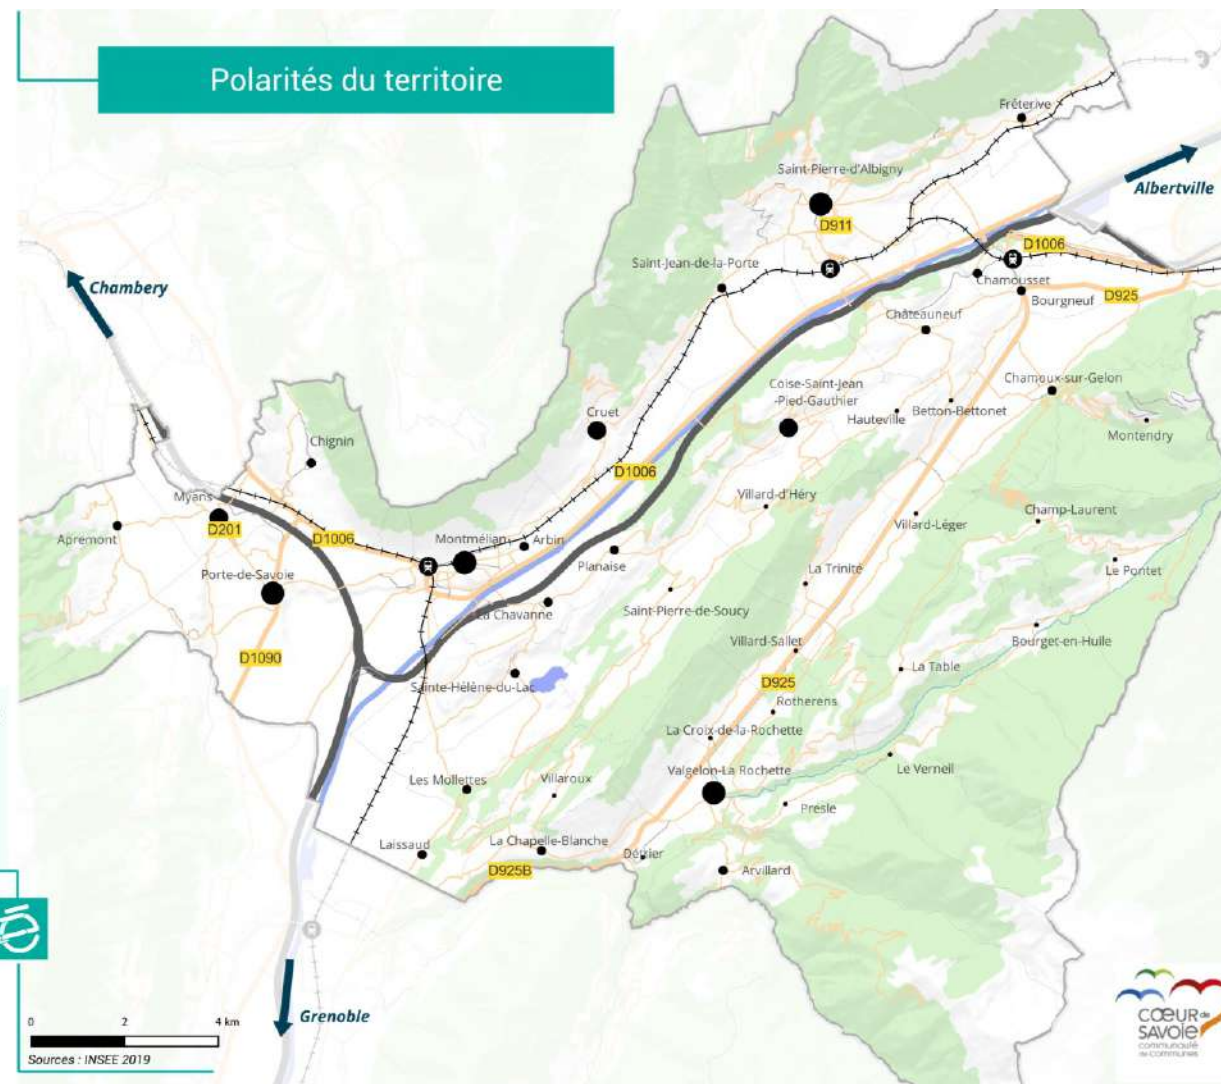 Polarités du territoire
Fréterive
Saint-Pierre-d'Albigny
Albertville
D911
D1006
Saint-Jean-de-la-Porte
Chamousset
Chambery
Bourgneuf
D925
Châteauneuf
Chamoux-sur-Gelon
Coise-Saint-Jean
-Pied-Gauthier
Hauteville
Betton-Bettonet
Cruet
Montendry
Chignin
D1006
Villard-d'Héry
Myans
Villard-Léger
Champ-Laurent
D201
Apremont
D1006
Montmélian
Arbin
Planaise
Le Pontet
Porte-de-Savoie
La Trinité
La Chavanne
Saint-Pierre-de-Soucy
Villard-Sallet
Bourget-en-Huile
D1090
La Table
D925
Sainte-Hélène-du-Lac
Rotherens
La Croix-de-la-Rochette
Le Verneil
Valgelon-La Rochette
Les Mollettes
Villaroux
Presle
Laissaud
La Chapelle-Blanche
Détrier
D925B
Arvillard
Grenoble
0 2 4 km
Sources : INSEE 2019
CŒUR de
SAVOIE
communauté
de communes